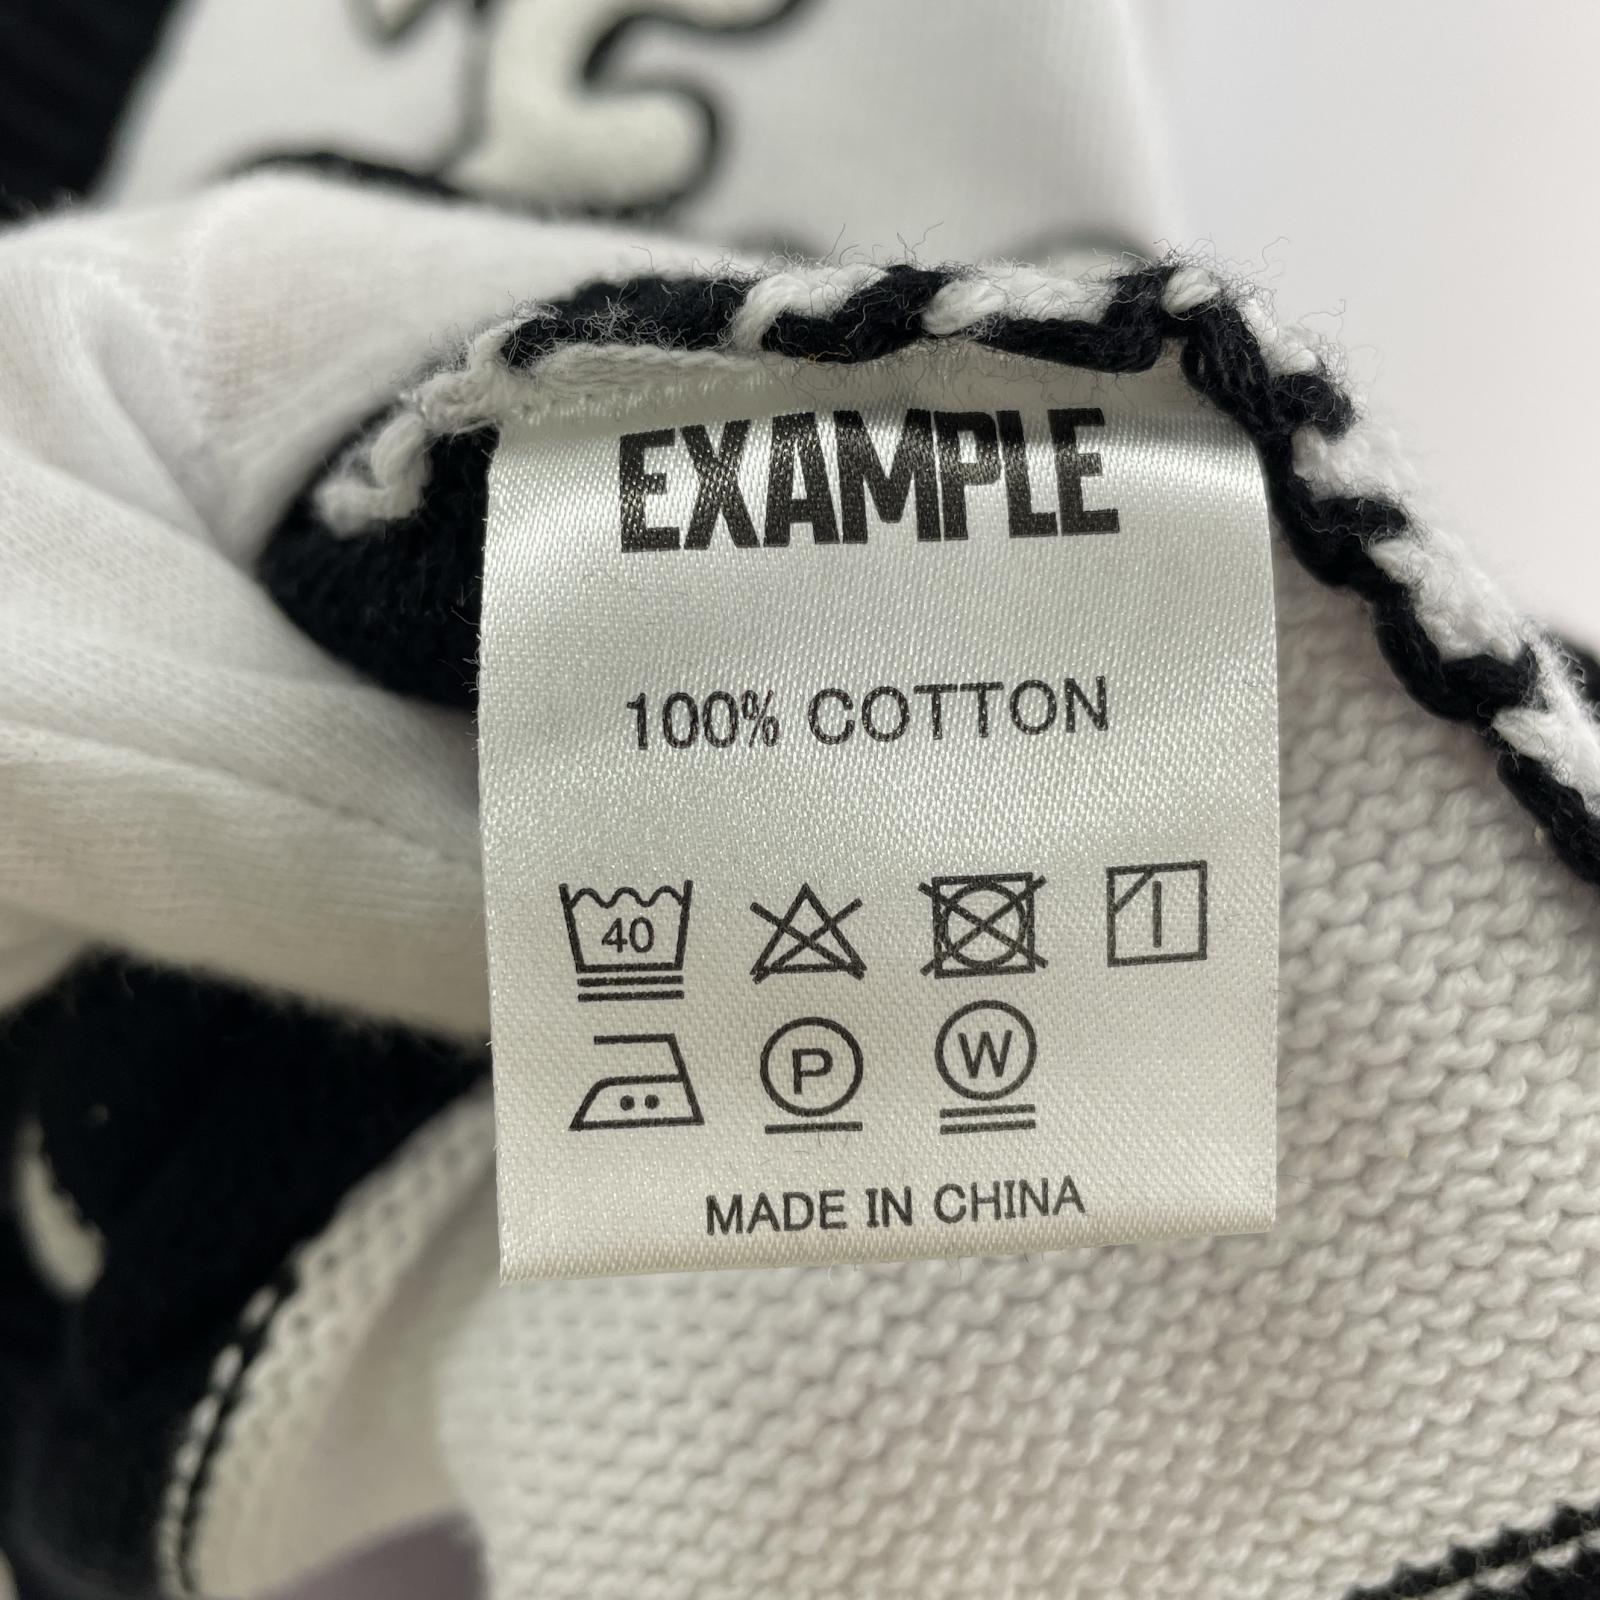 EXAMPLE
100% COTTON
40
P W
MADE IN CHINA